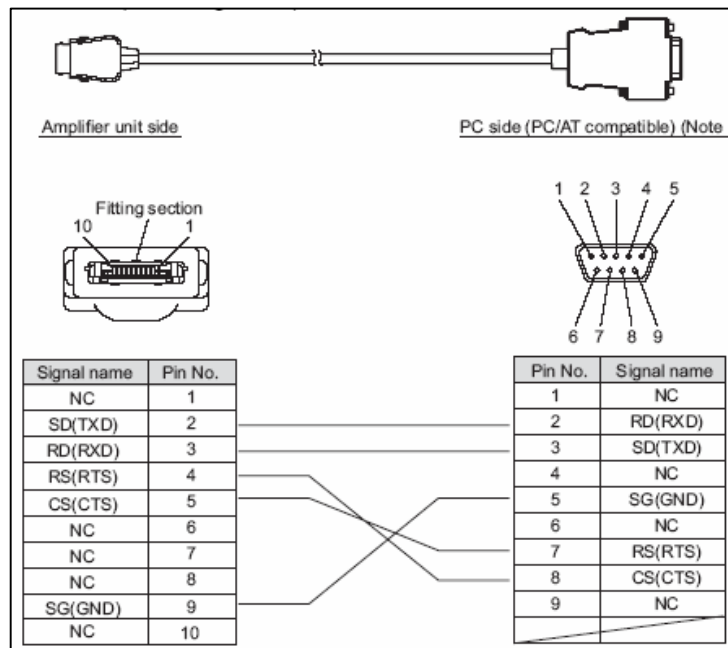 Amplifier unit side
PC side (PC/AT compatible) (Note
Fitting section
10 1
1 2 3 4 5
6 7 8 9
Signal name Pin No.
NC 1
SD(TXD) 2
RD(RXD) 3
RS(RTS) 4
CS(CTS) 5
NC 6
NC 7
NC 8
SG(GND) 9
NC 10
Pin No. Signal name
1 NC
2 RD(RXD)
3 SD(TXD)
4 NC
5 SG(GND)
6 NC
7 RS(RTS)
8 CS(CTS)
9 NC